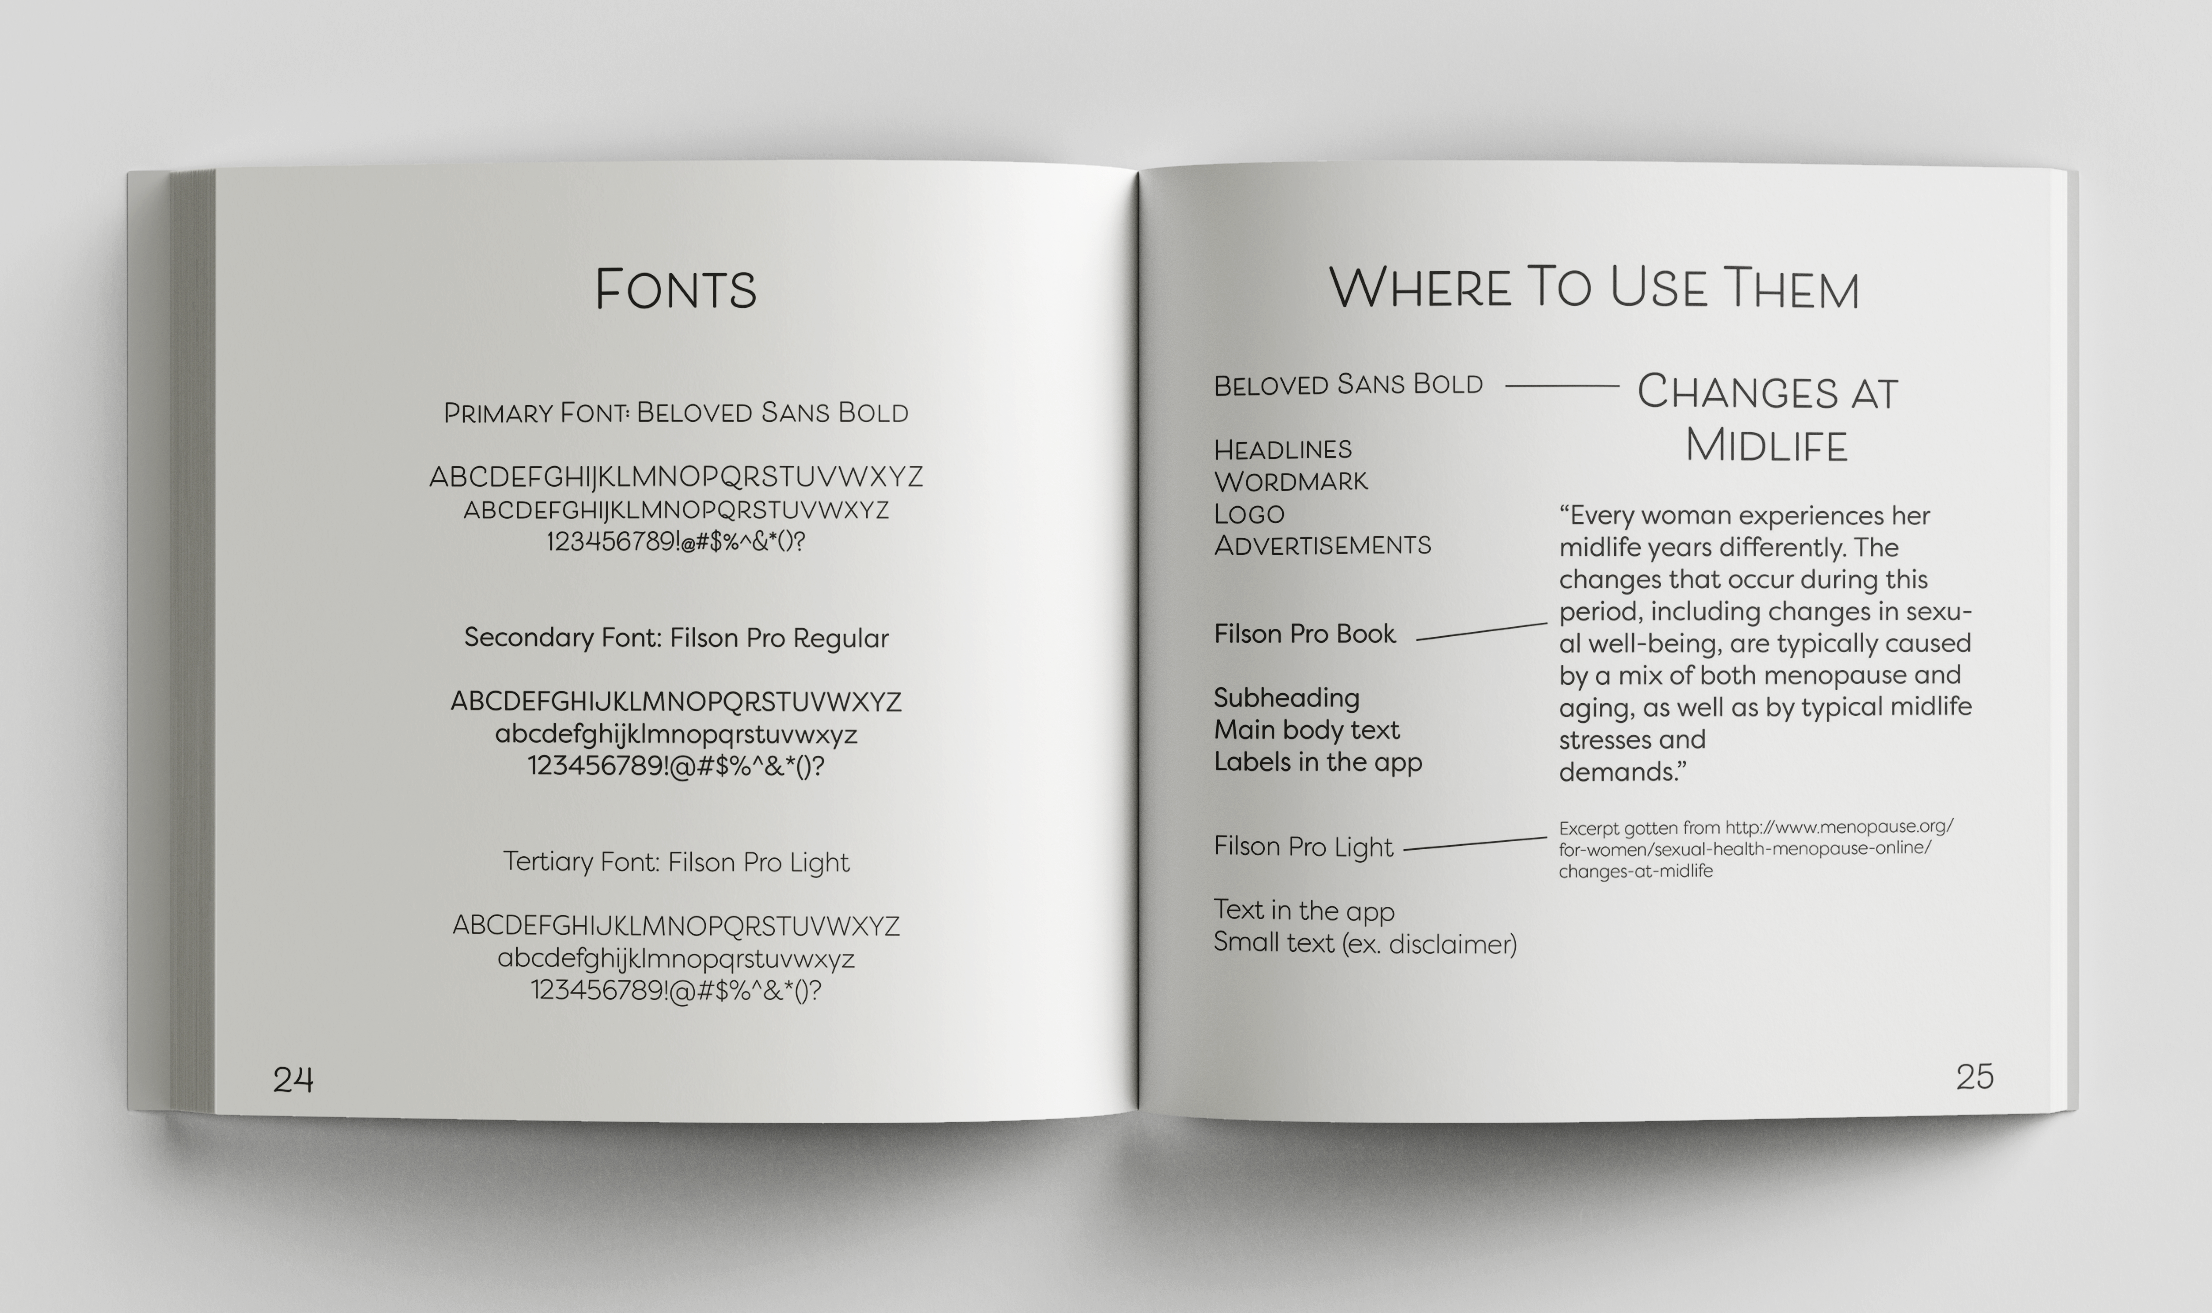 Fonts
Primary Font: Beloved Sans Bold
ABCDEFGHIJKLMNOPQRSTUVWXYZ
ABCDEFGHIJKLMNOPQRSTUVWXYZ
123456789!@#$%^&*()?
Secondary Font: Filson Pro Regular
ABCDEFGHIJKLMNOPQRSTUVWXYZ
abcdefghijklmnopqrstuvwxyz
123456789!@#$%^&*()?
Tertiary Font: Filson Pro Light
ABCDEFGHIJKLMNOPQRSTUVWXYZ
abcdefghijklmnopqrstuvwxyz
123456789!@#$%^&*()?
24
Where To Use Them
Beloved Sans Bold
Headlines
Wordmark
Logo
Advertisements
Filson Pro Book
Subheading
Main body text
Labels in the app
Filson Pro Light
Text in the app
Small text (ex. disclaimer)
Changes at
Midlife
“Every woman experiences her
midlife years differently. The
changes that occur during this
period, including changes in sexu-
al well-being, are typically caused
by a mix of both menopause and
aging, as well as by typical midlife
stresses and
demands.”
Excerpt gotten from http://www.menopause.org/
for-women/sexual-health-menopause-online/
changes-at-midlife
25